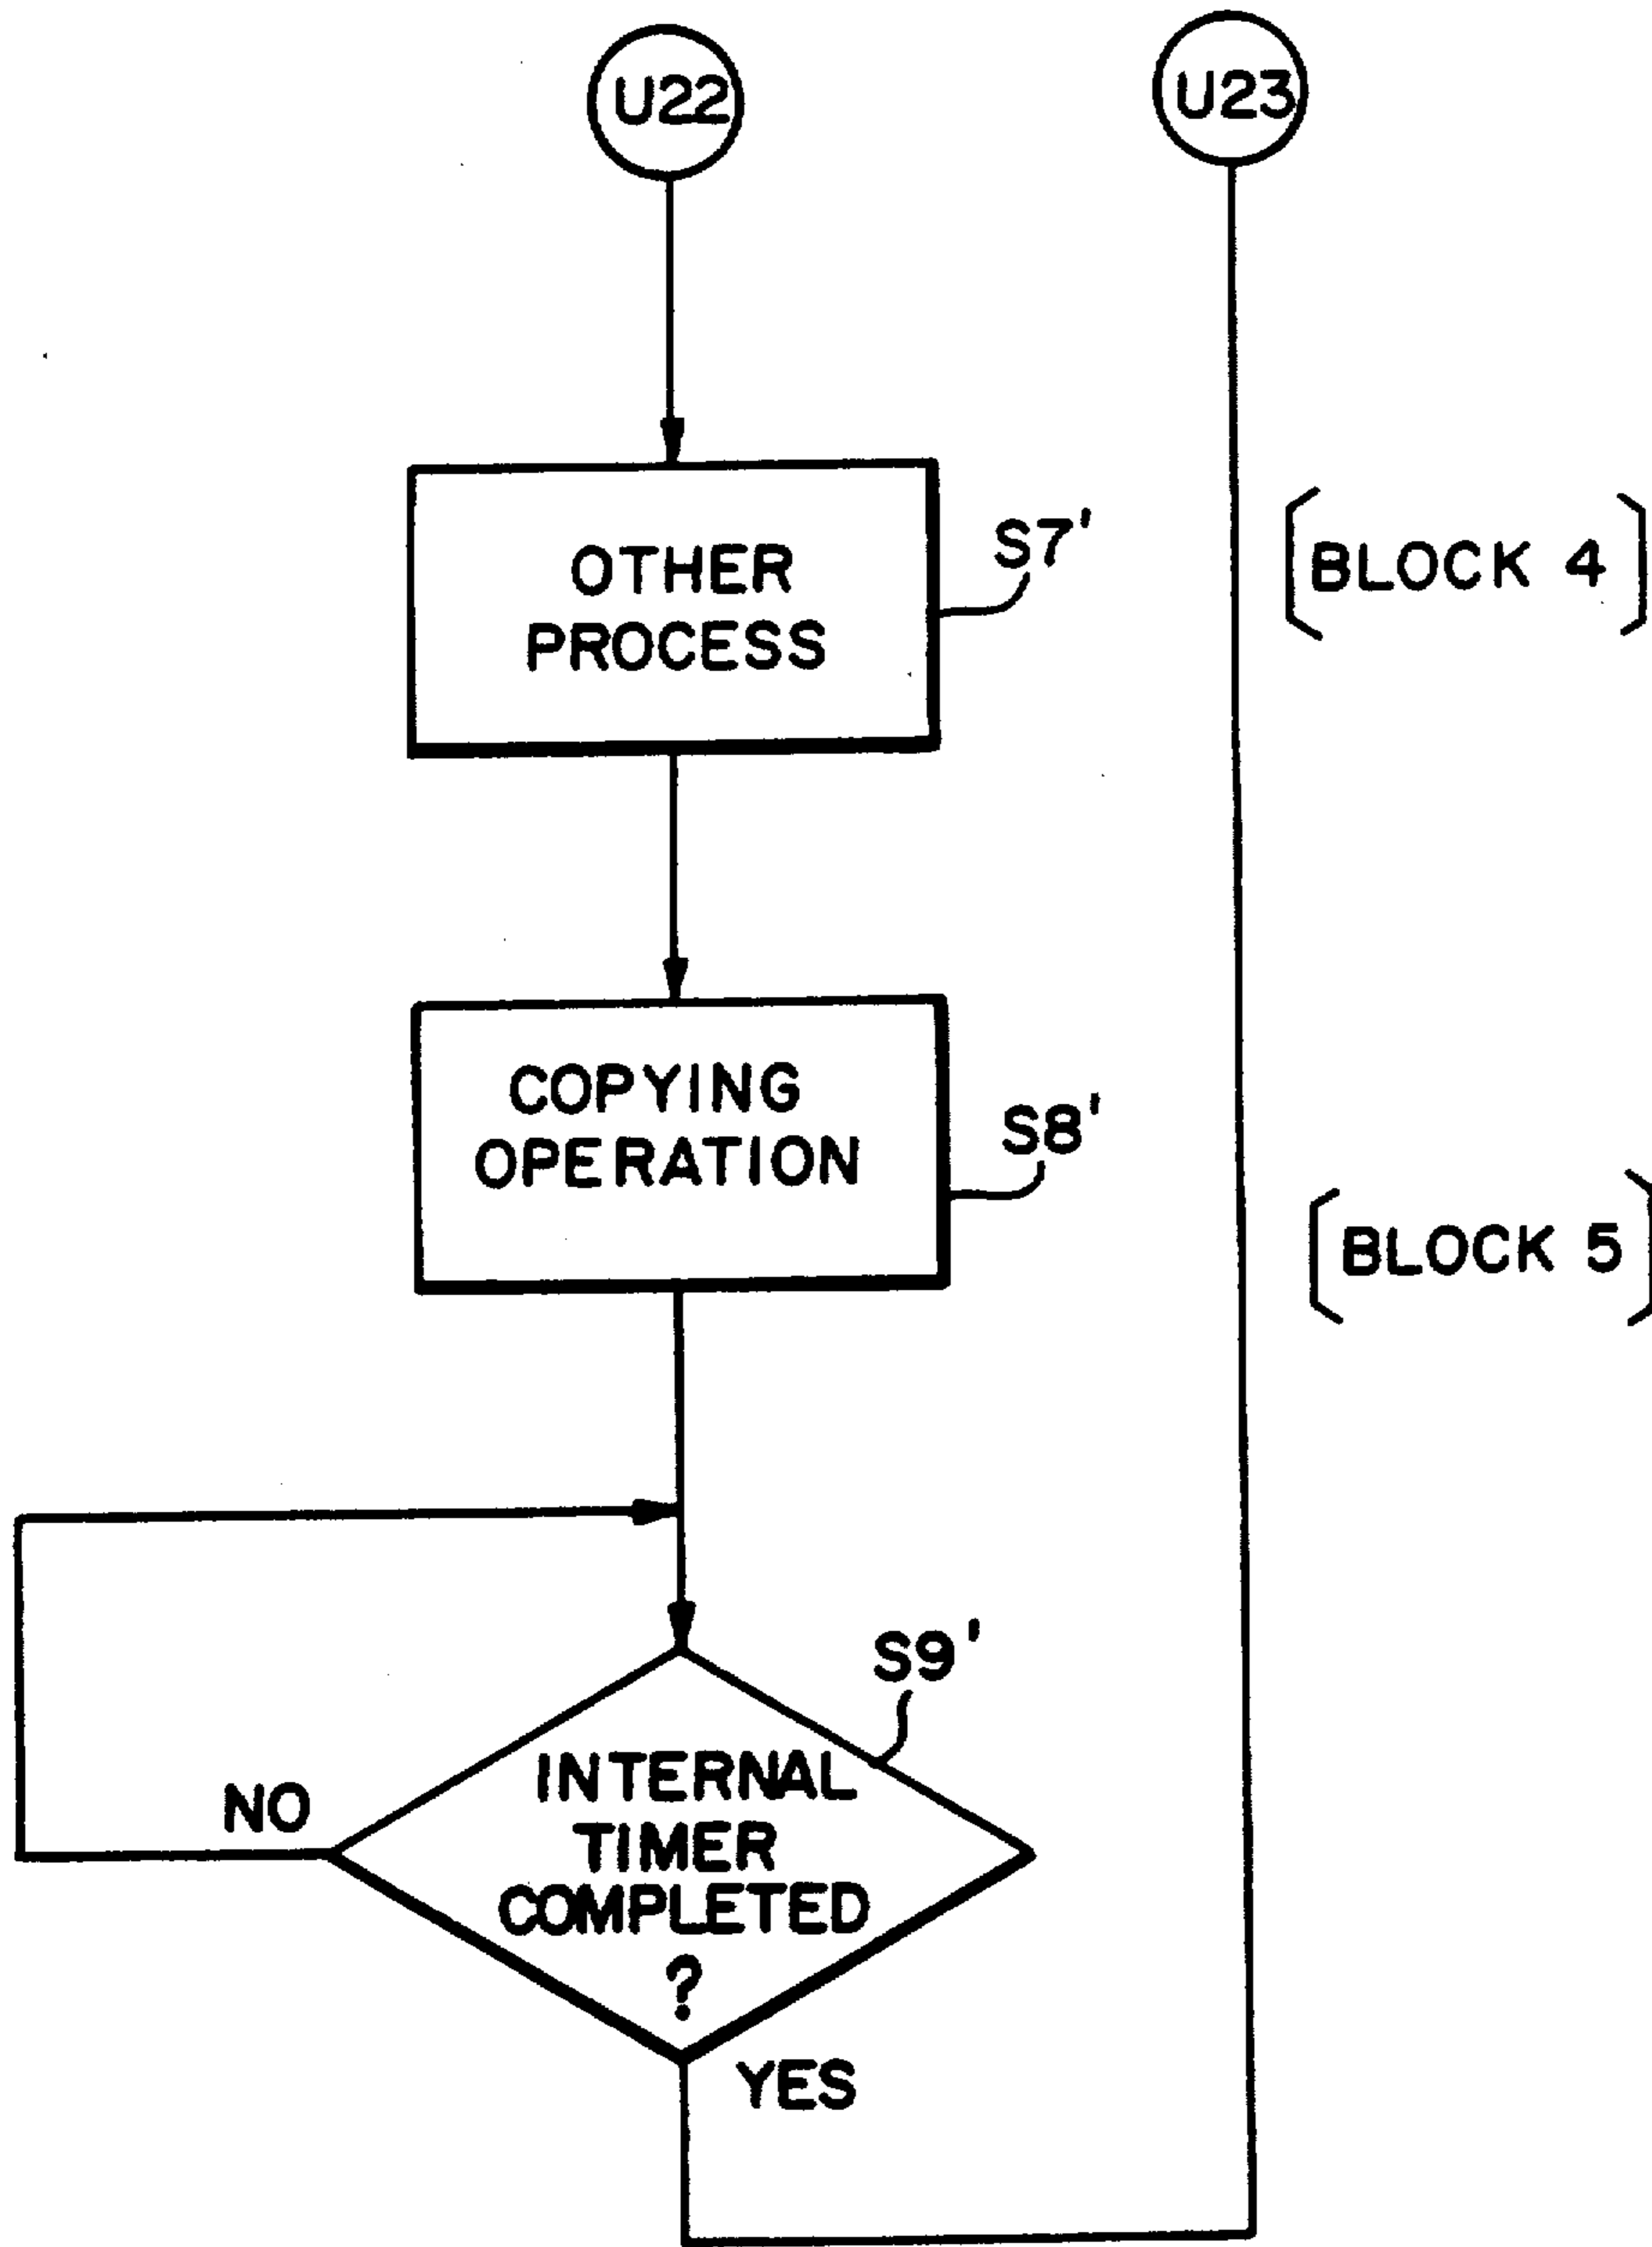 U22
U23
OTHER
PROCESS
S7'
BLOCK 4
COPYING
OPERATION
S8'
BLOCK 5
S9'
INTERNAL
TIMER
COMPLETED
?
NO
YES